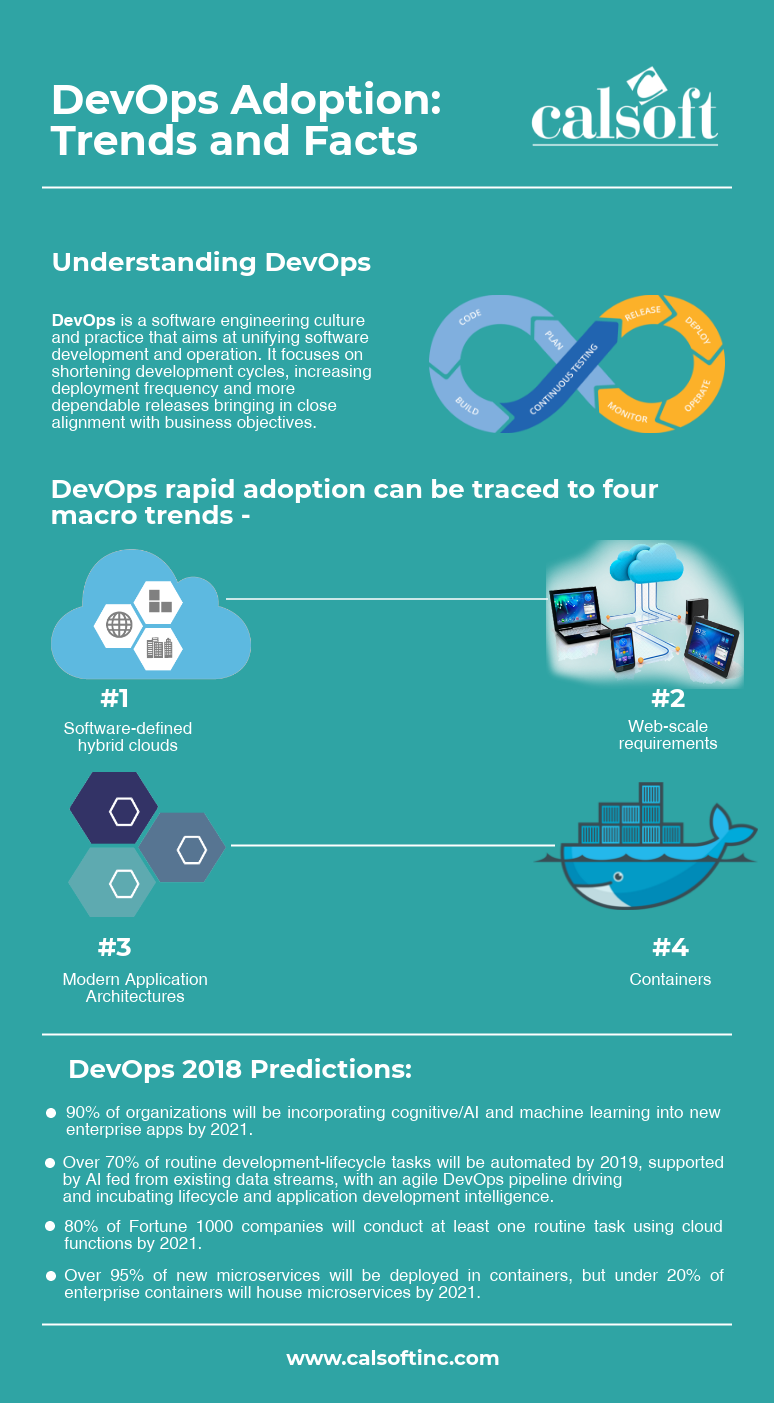 DevOps Adoption:
Trends and Facts
calsoft
Understanding DevOps
DevOps is a software engineering culture
and practice that aims at unifying software
development and operation. It focuses on
shortening development cycles, increasing
deployment frequency and more
dependable releases bringing in close
alignment with business objectives.
CODE
PLAN
BUILD
CONTINUOUS TESTING
RELEASE
DEPLOY
OPERATE
MONITOR
DevOps rapid adoption can be traced to four
macro trends -
#1
Software-defined
hybrid clouds
#2
Web-scale
requirements
#3
Modern Application
Architectures
#4
Containers
DevOps 2018 Predictions:
90% of organizations will be incorporating cognitive/AI and machine learning into new
enterprise apps by 2021.
Over 70% of routine development-lifecycle tasks will be automated by 2019, supported
by AI fed from existing data streams, with an agile DevOps pipeline driving
and incubating lifecycle and application development intelligence.
80% of Fortune 1000 companies will conduct at least one routine task using cloud
functions by 2021.
Over 95% of new microservices will be deployed in containers, but under 20% of
enterprise containers will house microservices by 2021.
www.calsoftinc.com